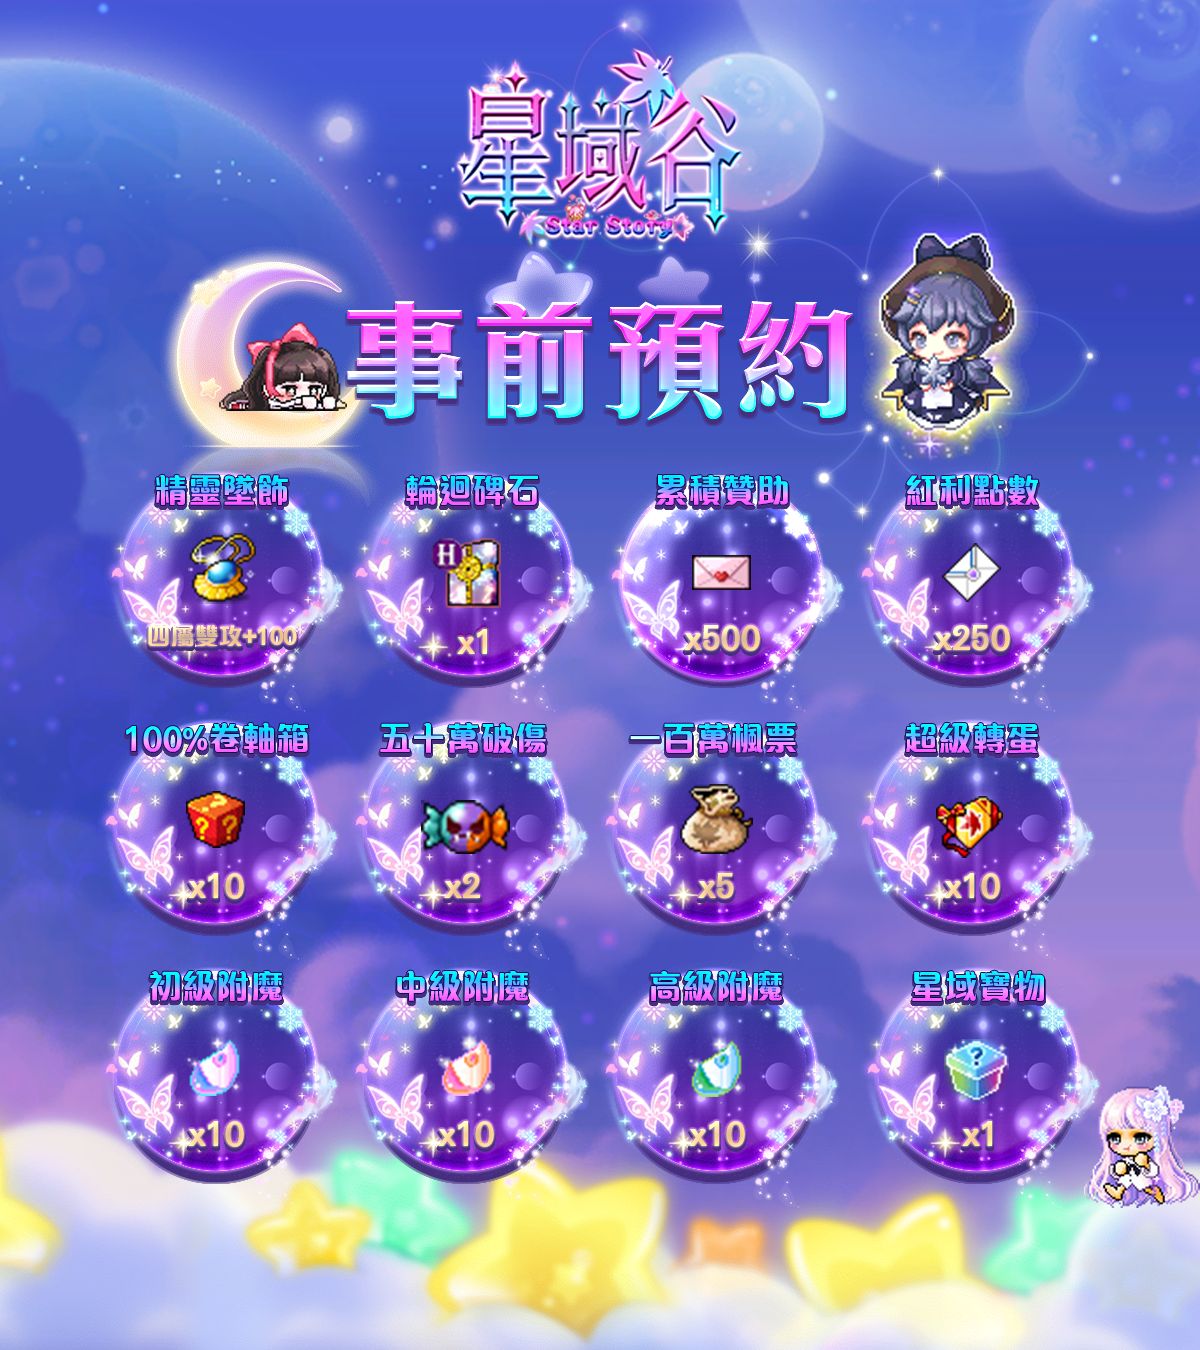 星域谷
Star Story
事前預約
精靈墜飾
輪迴碑石
累積贊助
紅利點數
四屬雙攻+100
H
x1
x500
x250
100%卷軸箱
五十萬破傷
一百萬楓票
超級轉蛋
x10
x2
x5
x10
初級附魔
中級附魔
高級附魔
星域寶物
x10
x10
x10
x1